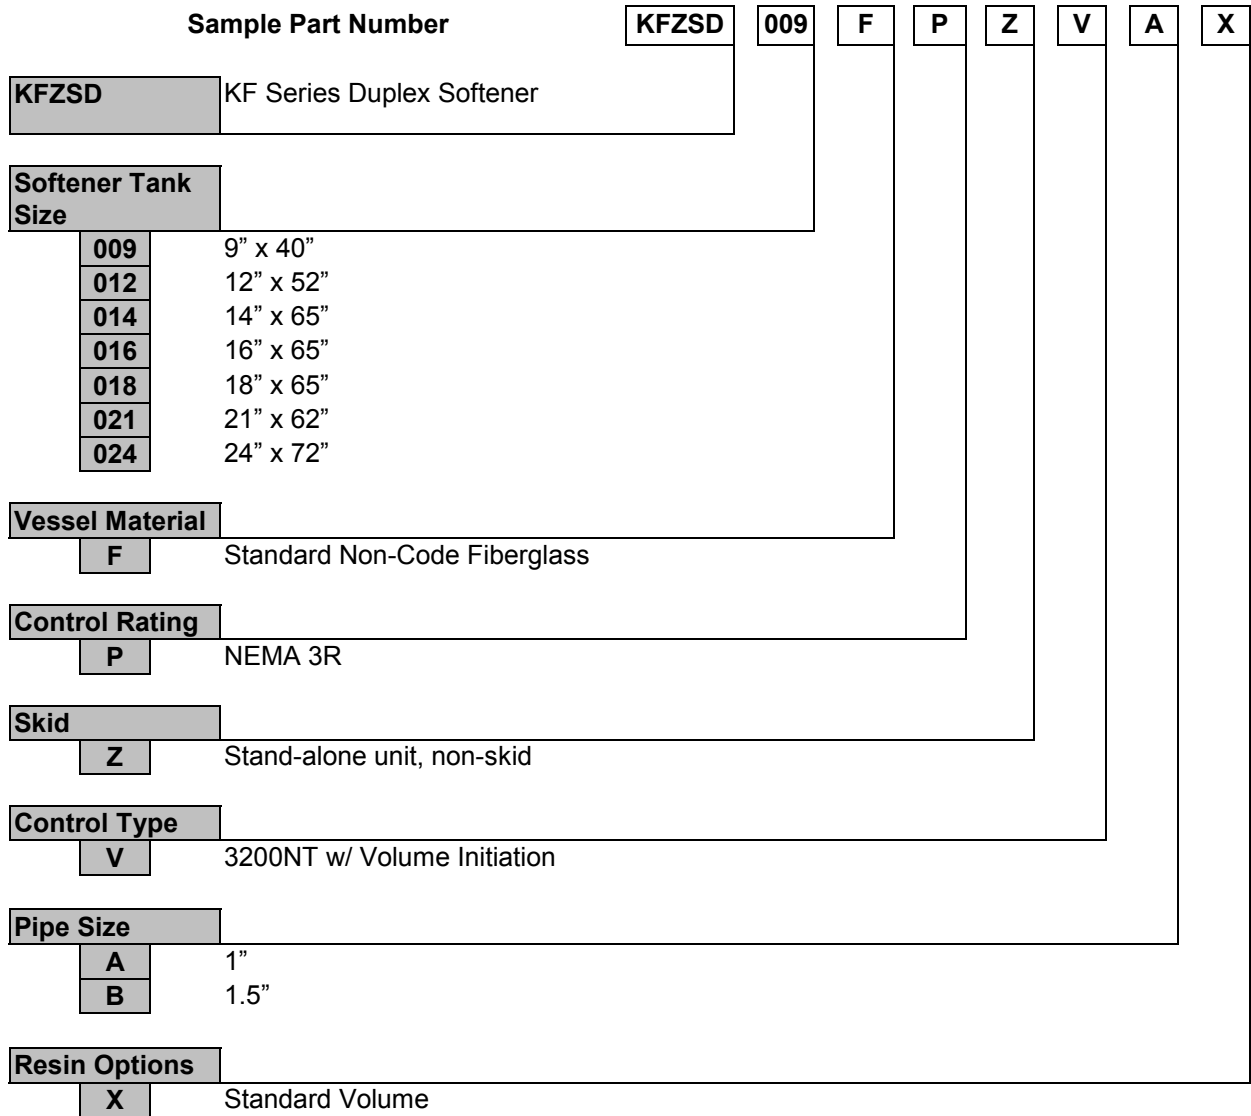 Sample Part Number KFZSD 009 F P Z V A X
KFZSD KF Series Duplex Softener
Softener Tank
Size
009 9” x 40”
012 12” x 52”
014 14” x 65”
016 16” x 65”
018 18” x 65”
021 21” x 62”
024 24” x 72”
Vessel Material
F Standard Non-Code Fiberglass
Control Rating
P NEMA 3R
Skid
Z Stand-alone unit, non-skid
Control Type
V 3200NT w/ Volume Initiation
Pipe Size
A 1”
B 1.5”
Resin Options
X Standard Volume